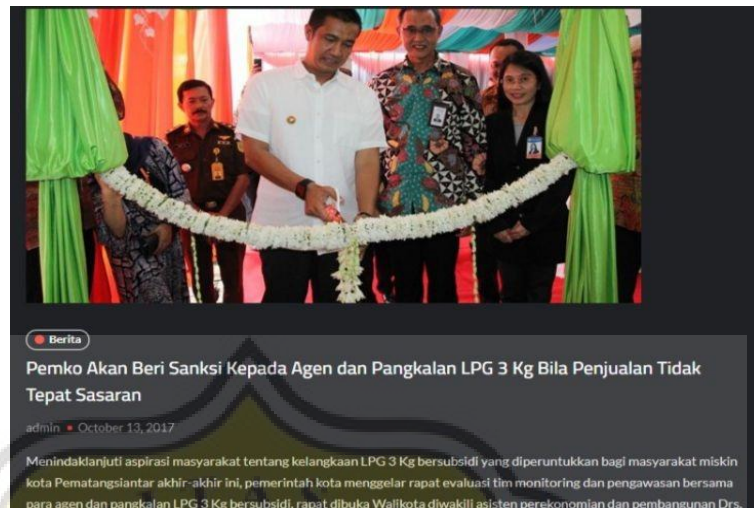 Berita
Pemko Akan Beri Sanksi Kepada Agen dan Pangkalan LPG 3 Kg Bila Penjualan Tidak
Tepat Sasaran
admin • October 13, 2017
Menindaklanjuti aspirasi masyarakat tentang kelangkaan LPG 3 Kg bersubsidi yang diperuntukkan bagi masyarakat miskin
kota Pematangsiantar akhir-akhir ini, pemerintah kota menggelar rapat evaluasi tim monitoring dan pengawasan bersama
para agen dan pangkalan LPG 3 Kg bersubsidi, rapat dibuka Walikota diwakili asisten perekonomian dan pembangunan Drs.